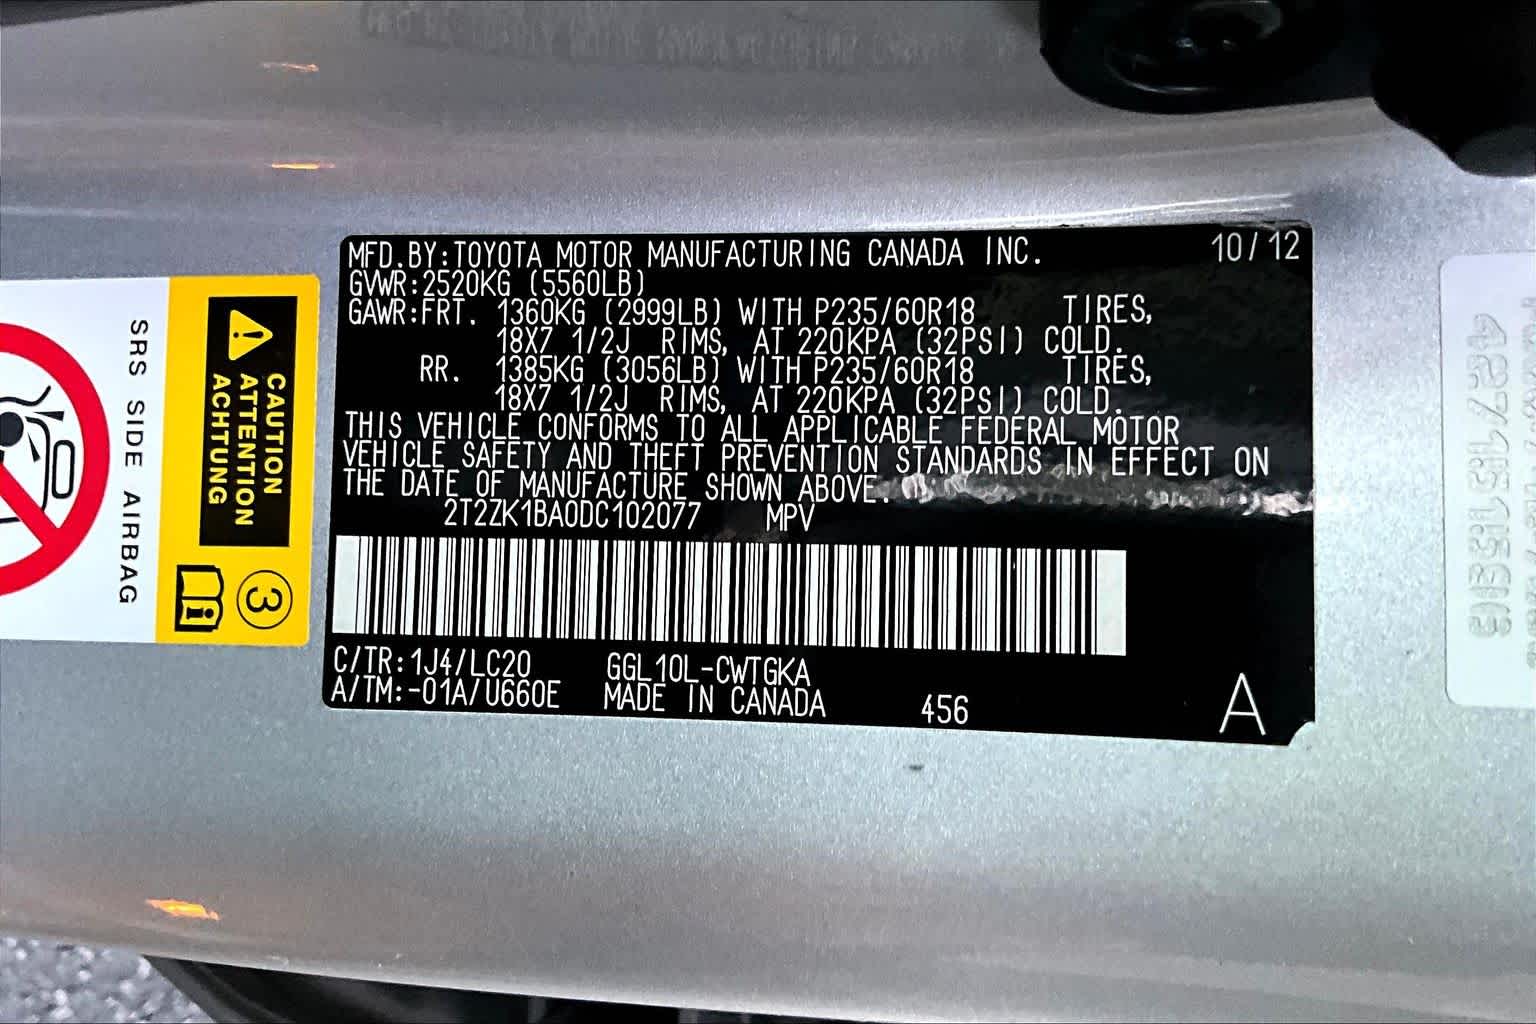 MFD.BY:TOYOTA MOTOR MANUFACTURING CANADA INC. 10/12
GVWR:2520KG (5560LB)
GAWR:FRT. 1360KG (2999LB) WITH P235/60R18 TIRES,
18X7 1/2J RIMS, AT 220KPA (32PSI) COLD.
RR. 1385KG (3056LB) WITH P235/60R18 TIRES,
18X7 1/2J RIMS, AT 220KPA (32PSI) COLD.
THIS VEHICLE CONFORMS TO ALL APPLICABLE FEDERAL MOTOR
VEHICLE SAFETY AND THEFT PREVENTION STANDARDS IN EFFECT ON
THE DATE OF MANUFACTURE SHOWN ABOVE.
2T2ZK1BA0DC102077 MPV
C/TR:1J4/LC20 GGL10L-CWTGKA
A/TM:-01A/U660E MADE IN CANADA 456 A
CAUTION
ATTENTION
ACHTUNG
3
SRS SIDE AIRBAG